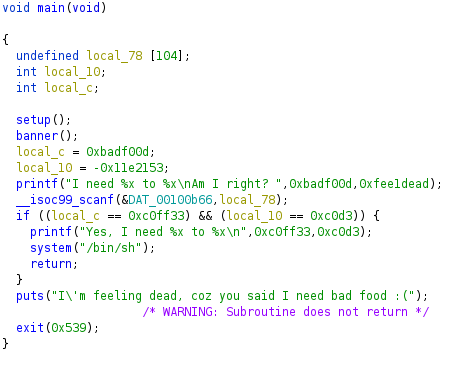 void main(void)
{
undefined local_78 [104];
int local_10;
int local_c;
setup();
banner();
local_c = 0xbadf00d;
local_10 = -0x11e2153;
printf("I need %x to %x\nAm I right? ",0xbadf00d,0xfee1dead);
__isoc99_scanf(&DAT_00100b66,local_78);
if ((local_c == 0xc0ff33) && (local_10 == 0xc0d3)) {
printf("Yes, I need %x to %x\n",0xc0ff33,0xc0d3);
system("/bin/sh");
return;
}
puts("I\'m feeling dead, coz you said I need bad food :(");
/* WARNING: Subroutine does not return */
exit(0x539);
}